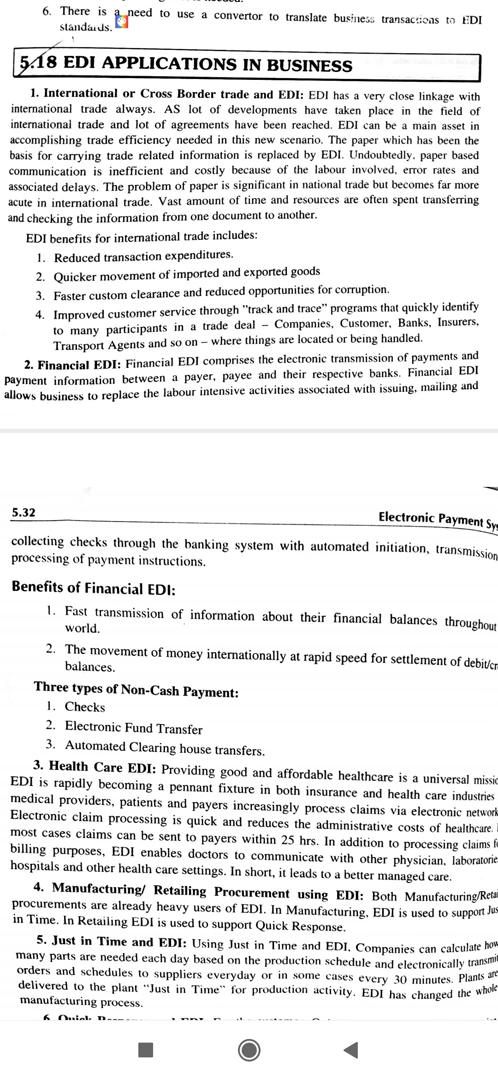 6. There is a need to use a convertor to translate business transactions to EDI
standards.
5.18 EDI APPLICATIONS IN BUSINESS
1. International or Cross Border trade and EDI: EDI has a very close linkage with
international trade always. AS lot of developments have taken place in the field of
international trade and lot of agreements have been reached. EDI can be a main asset in
accomplishing trade efficiency needed in this new scenario. The paper which has been the
basis for carrying trade related information is replaced by EDI. Undoubtedly, paper based
communication is inefficient and costly because of the labour involved, error rates and
associated delays. The problem of paper is significant in national trade but becomes far more
acute in international trade. Vast amount of time and resources are often spent transferring
and checking the information from one document to another.
EDI benefits for international trade includes:
1. Reduced transaction expenditures.
2. Quicker movement of imported and exported goods
3. Faster custom clearance and reduced opportunities for corruption.
4. Improved customer service through "track and trace" programs that quickly identify
to many participants in a trade deal – Companies, Customer, Banks, Insurers,
Transport Agents and so on – where things are located or being handled.
2. Financial EDI: Financial EDI comprises the electronic transmission of payments and
payment information between a payer, payee and their respective banks. Financial EDI
allows business to replace the labour intensive activities associated with issuing, mailing and
5.32
Electronic Payment Sy
collecting checks through the banking system with automated initiation, transmission
processing of payment instructions.
Benefits of Financial EDI:
1. Fast transmission of information about their financial balances throughout
world.
2. The movement of money internationally at rapid speed for settlement of debit/cr
balances.
Three types of Non-Cash Payment:
1. Checks
2. Electronic Fund Transfer
3. Automated Clearing house transfers.
3. Health Care EDI: Providing good and affordable healthcare is a universal missio
EDI is rapidly becoming a pennant fixture in both insurance and health care industries
medical providers, patients and payers increasingly process claims via electronic network
Electronic claim processing is quick and reduces the administrative costs of healthcare.
most cases claims can be sent to payers within 25 hrs. In addition to processing claims fo
billing purposes, EDI enables doctors to communicate with other physician, laboratorie
hospitals and other health care settings. In short, it leads to a better managed care.
4. Manufacturing/ Retailing Procurement using EDI: Both Manufacturing/Retai
procurements are already heavy users of EDI. In Manufacturing, EDI is used to support Jus
in Time. In Retailing EDI is used to support Quick Response.
5. Just in Time and EDI: Using Just in Time and EDI, Companies can calculate how
many parts are needed each day based on the production schedule and electronically transmit
orders and schedules to suppliers everyday or in some cases every 30 minutes. Plants are
delivered to the plant "Just in Time" for production activity. EDI has changed the whole
manufacturing process.